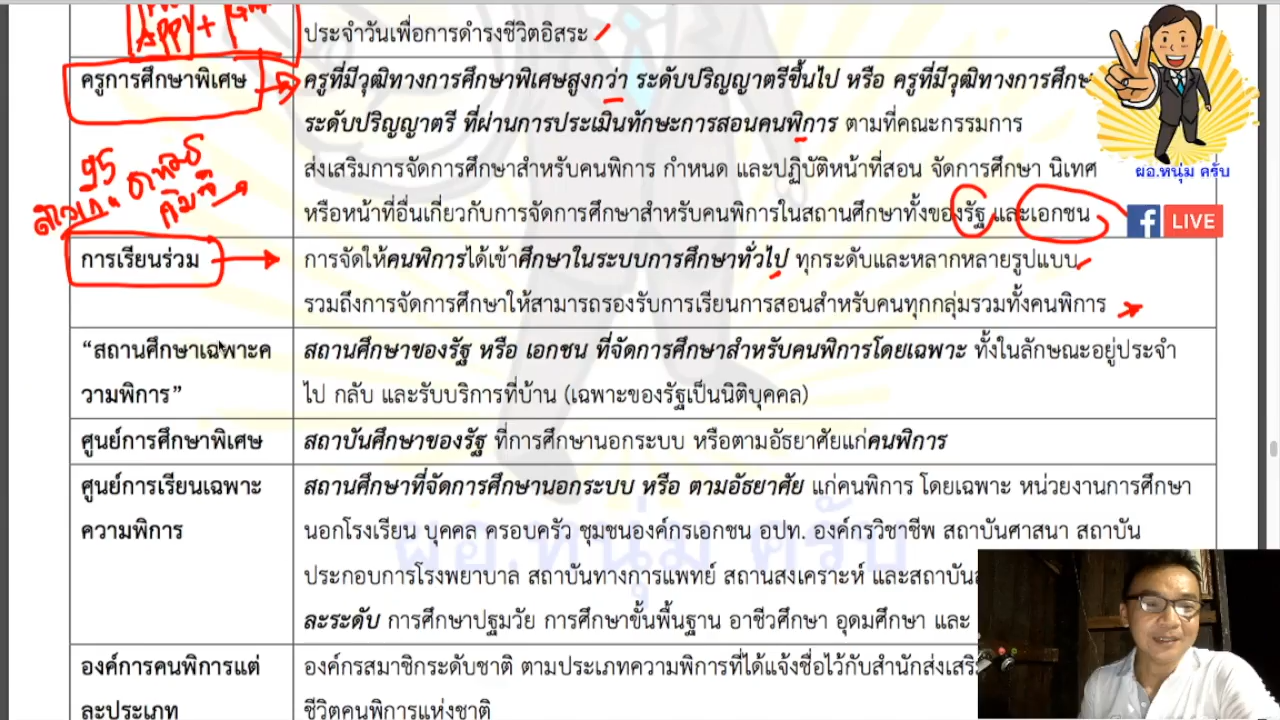 APPY +
ประจำวันเพื่อการดำรงชีวิตอิสระ
ครูการศึกษาพิเศษ
ครูที่มีวุฒิทางการศึกษาพิเศษสูงกว่า ระดับปริญญาตรีขึ้นไป หรือ ครูที่มีวุฒิทางการศึกษ
ระดับปริญญาตรี ที่ผ่านการประเมินทักษะการสอนคนพิการ ตามที่คณะกรรมการ
ส่งเสริมการจัดการศึกษาสำหรับคนพิการ กำหนด และปฏิบัติหน้าที่สอน จัดการศึกษา นิเทศ
หรือหน้าที่อื่นเกี่ยวกับการจัดการศึกษาสำหรับคนพิการในสถานศึกษาทั้งของรัฐ และเอกชน
ผอ.หนุ่ม ครับ
f LIVE
การเรียนร่วม
การจัดให้คนพิการได้เข้าศึกษาในระบบการศึกษาทั่วไป ทุกระดับและหลากหลายรูปแบบ
รวมถึงการจัดการศึกษาให้สามารถรองรับการเรียนการสอนสำหรับคนทุกกลุ่มรวมทั้งคนพิการ
“สถานศึกษาเฉพาะค
วามพิการ”
สถานศึกษาของรัฐ หรือ เอกชน ที่จัดการศึกษาสำหรับคนพิการโดยเฉพาะ ทั้งในลักษณะอยู่ประจำ
ไป กลับ และรับบริการที่บ้าน (เฉพาะของรัฐเป็นนิติบุคคล)
ศูนย์การศึกษาพิเศษ
สถาบันศึกษาของรัฐ ที่การศึกษานอกระบบ หรือตามอัธยาศัยแก่คนพิการ
ศูนย์การเรียนเฉพาะ
ความพิการ
สถานศึกษาที่จัดการศึกษานอกระบบ หรือ ตามอัธยาศัย แก่คนพิการ โดยเฉพาะ หน่วยงานการศึกษา
นอกโรงเรียน บุคคล ครอบครัว ชุมชนองค์กรเอกชน อปท. องค์กรวิชาชีพ สถาบันศาสนา สถาบัน
ประกอบการโรงพยาบาล สถาบันทางการแพทย์ สถานสงเคราะห์ และสถาบัน
ละระดับ การศึกษาปฐมวัย การศึกษาขั้นพื้นฐาน อาชีวศึกษา อุดมศึกษา และ
ผอ.หนุ่ม ครับ
องค์การคนพิการแต่
ละประเภท
องค์กรสมาชิกระดับชาติ ตามประเภทความพิการที่ได้แจ้งชื่อไว้กับสำนักส่งเสริ
ชีวิตคนพิการแห่งชาติ